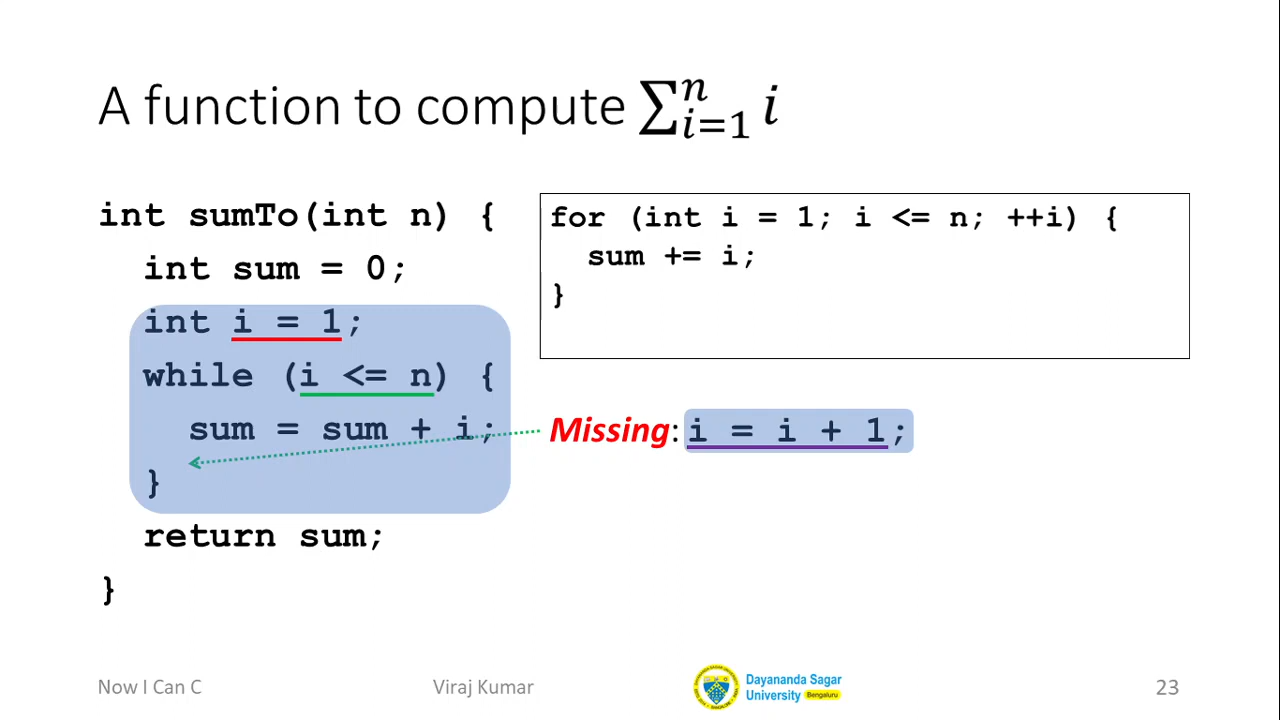 A function to compute ∑ⁿᵢ₌₁ i
int sumTo(int n) {
int sum = 0;
int i = 1;
while (i <= n) {
sum = sum + i;
}
return sum;
}
for (int i = 1; i <= n; ++i) {
sum += i;
}
Missing: i = i + 1;
Now I Can C
Viraj Kumar
Dayananda Sagar
University Bengaluru
23